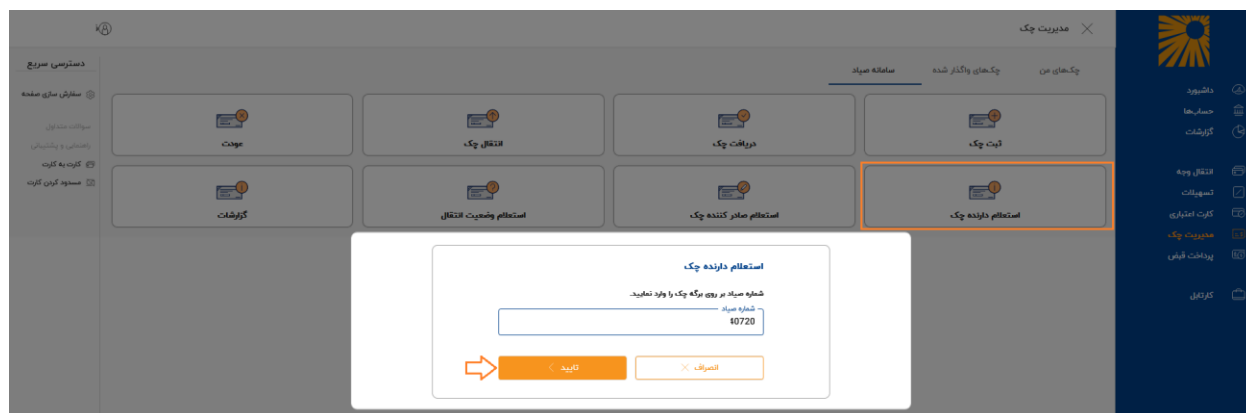 مدیریت چک
داشبورد
حساب‌ها
گزارشات
انتقال وجه
تسهیلات
کارت اعتباری
مدیریت چک
پرداخت قبض
کارتابل
چک‌های من
چک‌های واگذار شده
سامانه صیاد
ثبت چک
دریافت چک
انتقال چک
عودت
استعلام دارنده چک
استعلام صادر کننده چک
استعلام وضعیت انتقال
گزارشات
استعلام دارنده چک
شماره صیاد بر روی برگه چک را وارد نمایید.
شماره صیاد
انصراف
تایید
دسترسی سریع
سفارش سازی صفحه
سوالات متداول
راهنمایی و پشتیبانی
کارت به کارت
مسدود کردن کارت